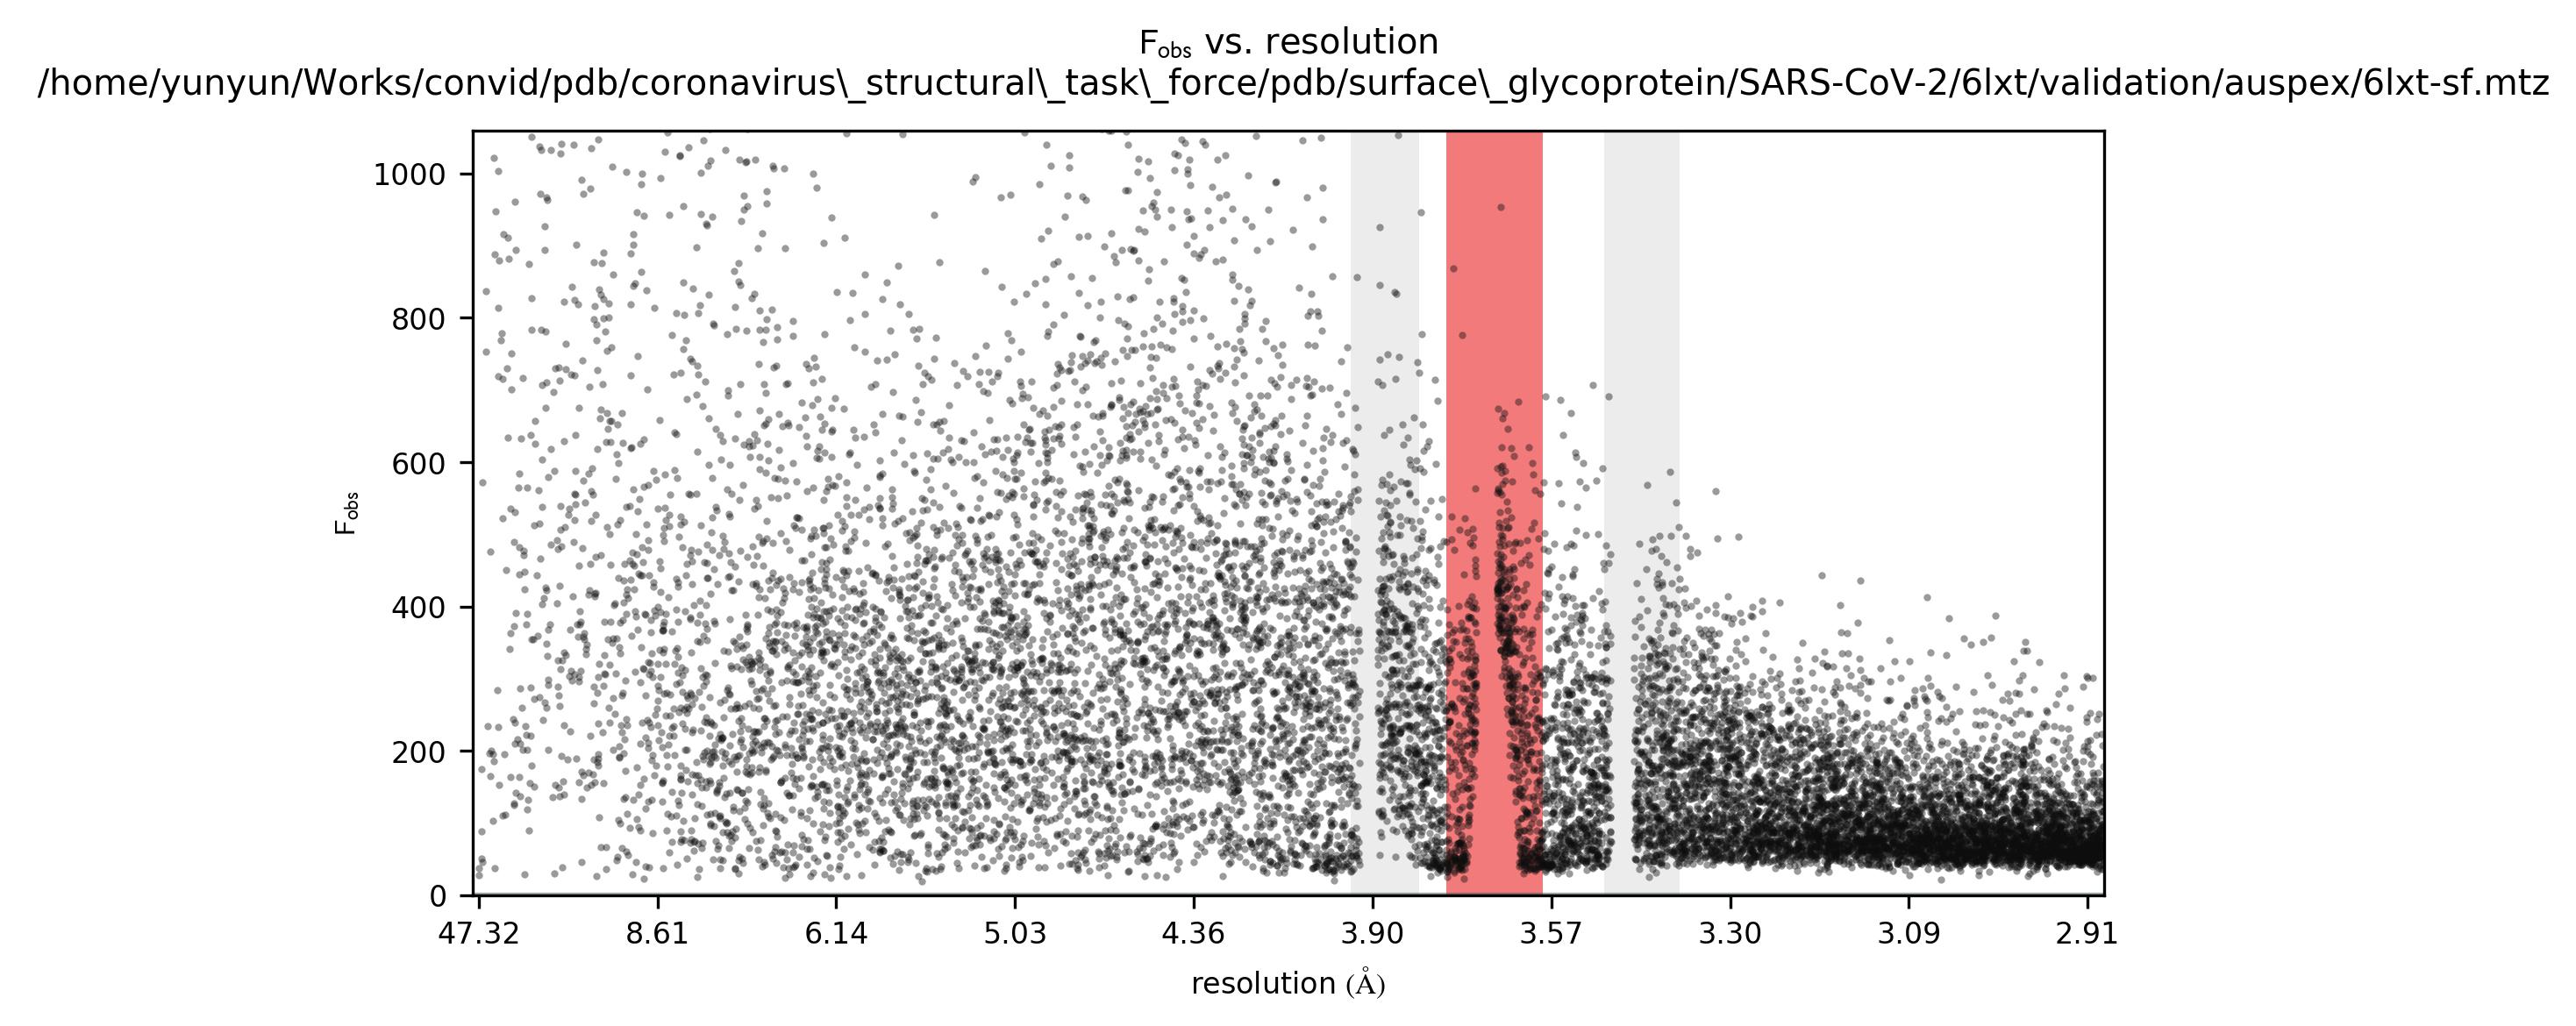 Fobs vs. resolution
/home/yunyun/Works/convid/pdb/coronavirus\_structural\_task\_force/pdb/surface\_glycoprotein/SARS-CoV-2/6lxt/validation/auspex/6lxt-sf.mtz
1000
800
600
400
200
0
Fobs
47.32 8.61 6.14 5.03 4.36 3.90 3.57 3.30 3.09 2.91
resolution (Å)